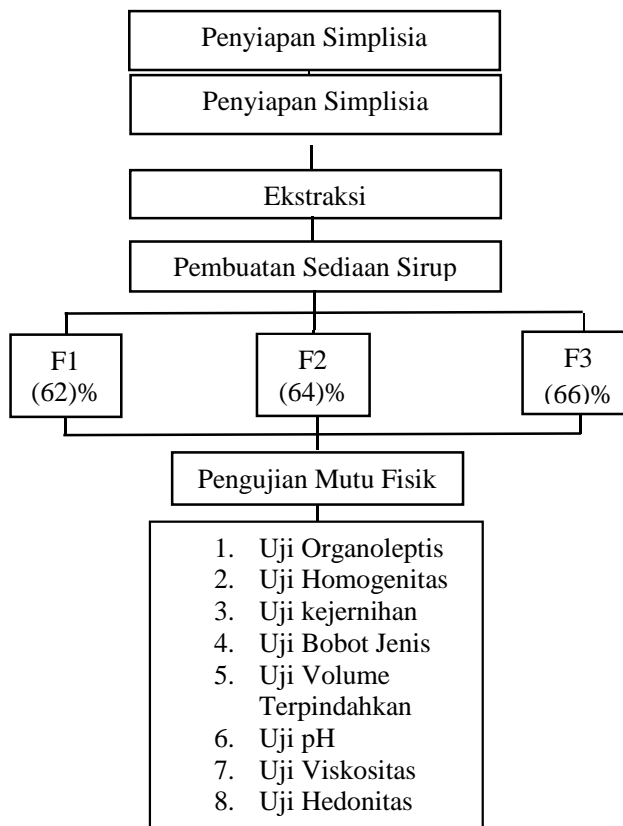 Penyiapan Simplisia
Penyiapan Simplisia
Ekstraksi
Pembuatan Sediaan Sirup
F1
(62)%
F2
(64)%
F3
(66)%
Pengujian Mutu Fisik
1. Uji Organoleptis
2. Uji Homogenitas
3. Uji kejernihan
4. Uji Bobot Jenis
5. Uji Volume
Terpindahkan
6. Uji pH
7. Uji Viskositas
8. Uji Hedonitas